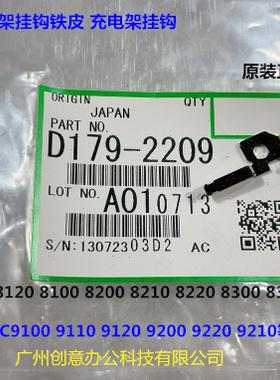 架挂钩铁皮 充电架挂钩
原装正
ORIGIN
JAPAN
QTY
PART NO.
D179-2209
LOT NO. A010713
S/N:13072303D2 AC
8120 8100 8200 8210 8220 8300
C9100 9110 9120 9200 9220 9210
广州创意办公科技有限公司